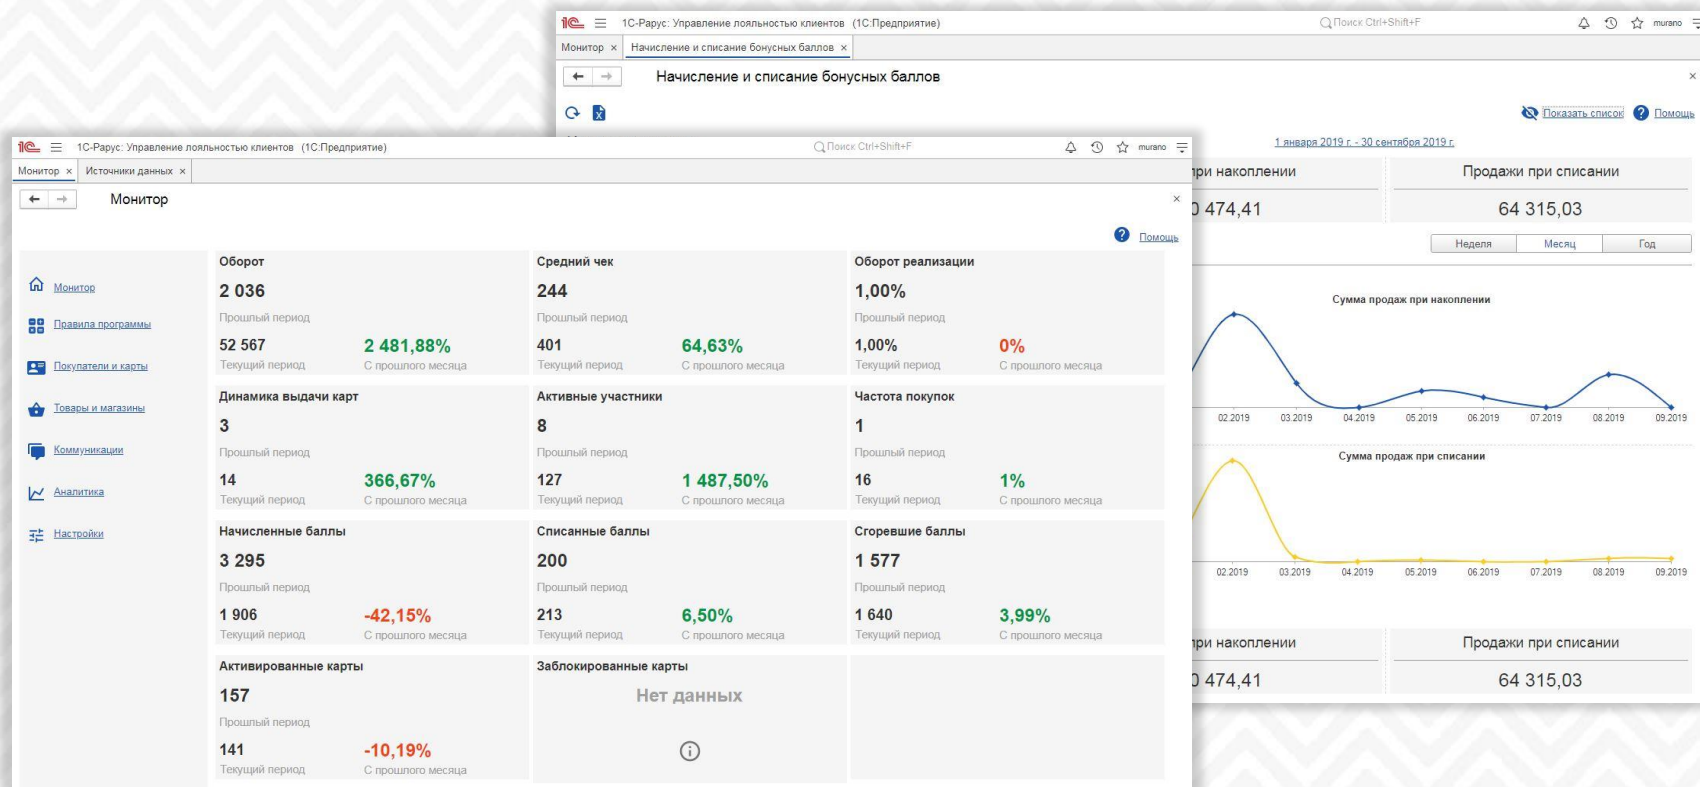 1С-Рарус: Управление лояльностью клиентов (1С:Предприятие)
Поиск Ctrl+Shift+F
murano
Монитор ×
Начисление и списание бонусных баллов ×
Начисление и списание бонусных баллов
Показать список
Помощь
1 января 2019 г. - 30 сентября 2019 г.
при накоплении
Продажи при списании
0 474,41
64 315,03
Неделя
Месяц
Год
Сумма продаж при накоплении
02.2019 03.2019 04.2019 05.2019 06.2019 07.2019 08.2019 09.2019
Сумма продаж при списании
02.2019 03.2019 04.2019 05.2019 06.2019 07.2019 08.2019 09.2019
при накоплении
Продажи при списании
0 474,41
64 315,03
1С-Рарус: Управление лояльностью клиентов (1С:Предприятие)
Поиск Ctrl+Shift+F
murano
Монитор ×
Источники данных ×
Монитор
Помощь
Монитор
Правила программы
Покупатели и карты
Товары и магазины
Коммуникации
Аналитика
Настройки
Оборот
2 036
Прошлый период
52 567
2 481,88%
Текущий период
С прошлого месяца
Средний чек
244
Прошлый период
401
64,63%
Текущий период
С прошлого месяца
Оборот реализации
1,00%
Прошлый период
1,00%
0%
Текущий период
С прошлого месяца
Динамика выдачи карт
3
Прошлый период
14
366,67%
Текущий период
С прошлого месяца
Активные участники
8
Прошлый период
127
1 487,50%
Текущий период
С прошлого месяца
Частота покупок
1
Прошлый период
16
1%
Текущий период
С прошлого месяца
Начисленные баллы
3 295
Прошлый период
1 906
-42,15%
Текущий период
С прошлого месяца
Списанные баллы
200
Прошлый период
213
6,50%
Текущий период
С прошлого месяца
Сгоревшие баллы
1 577
Прошлый период
1 640
3,99%
Текущий период
С прошлого месяца
Активированные карты
157
Прошлый период
141
-10,19%
Текущий период
С прошлого месяца
Заблокированные карты
Нет данных